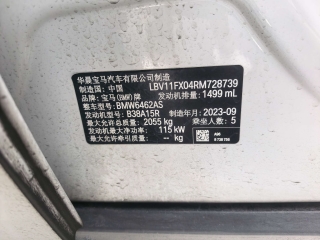 华晨宝马汽车有限公司制造
制造国: 中国 LBV11FX04RM728739
品牌: 宝马(BMW)牌 发动机排量: 1499 mL
整车型号: BMW6462AS
发动机型号: B38A15R 制造年月: 2023-09
最大允许总质量: 2055 kg 乘坐人数: 5
发动机最大净功率: 115 kW
最大允许牵引质量: -- kg